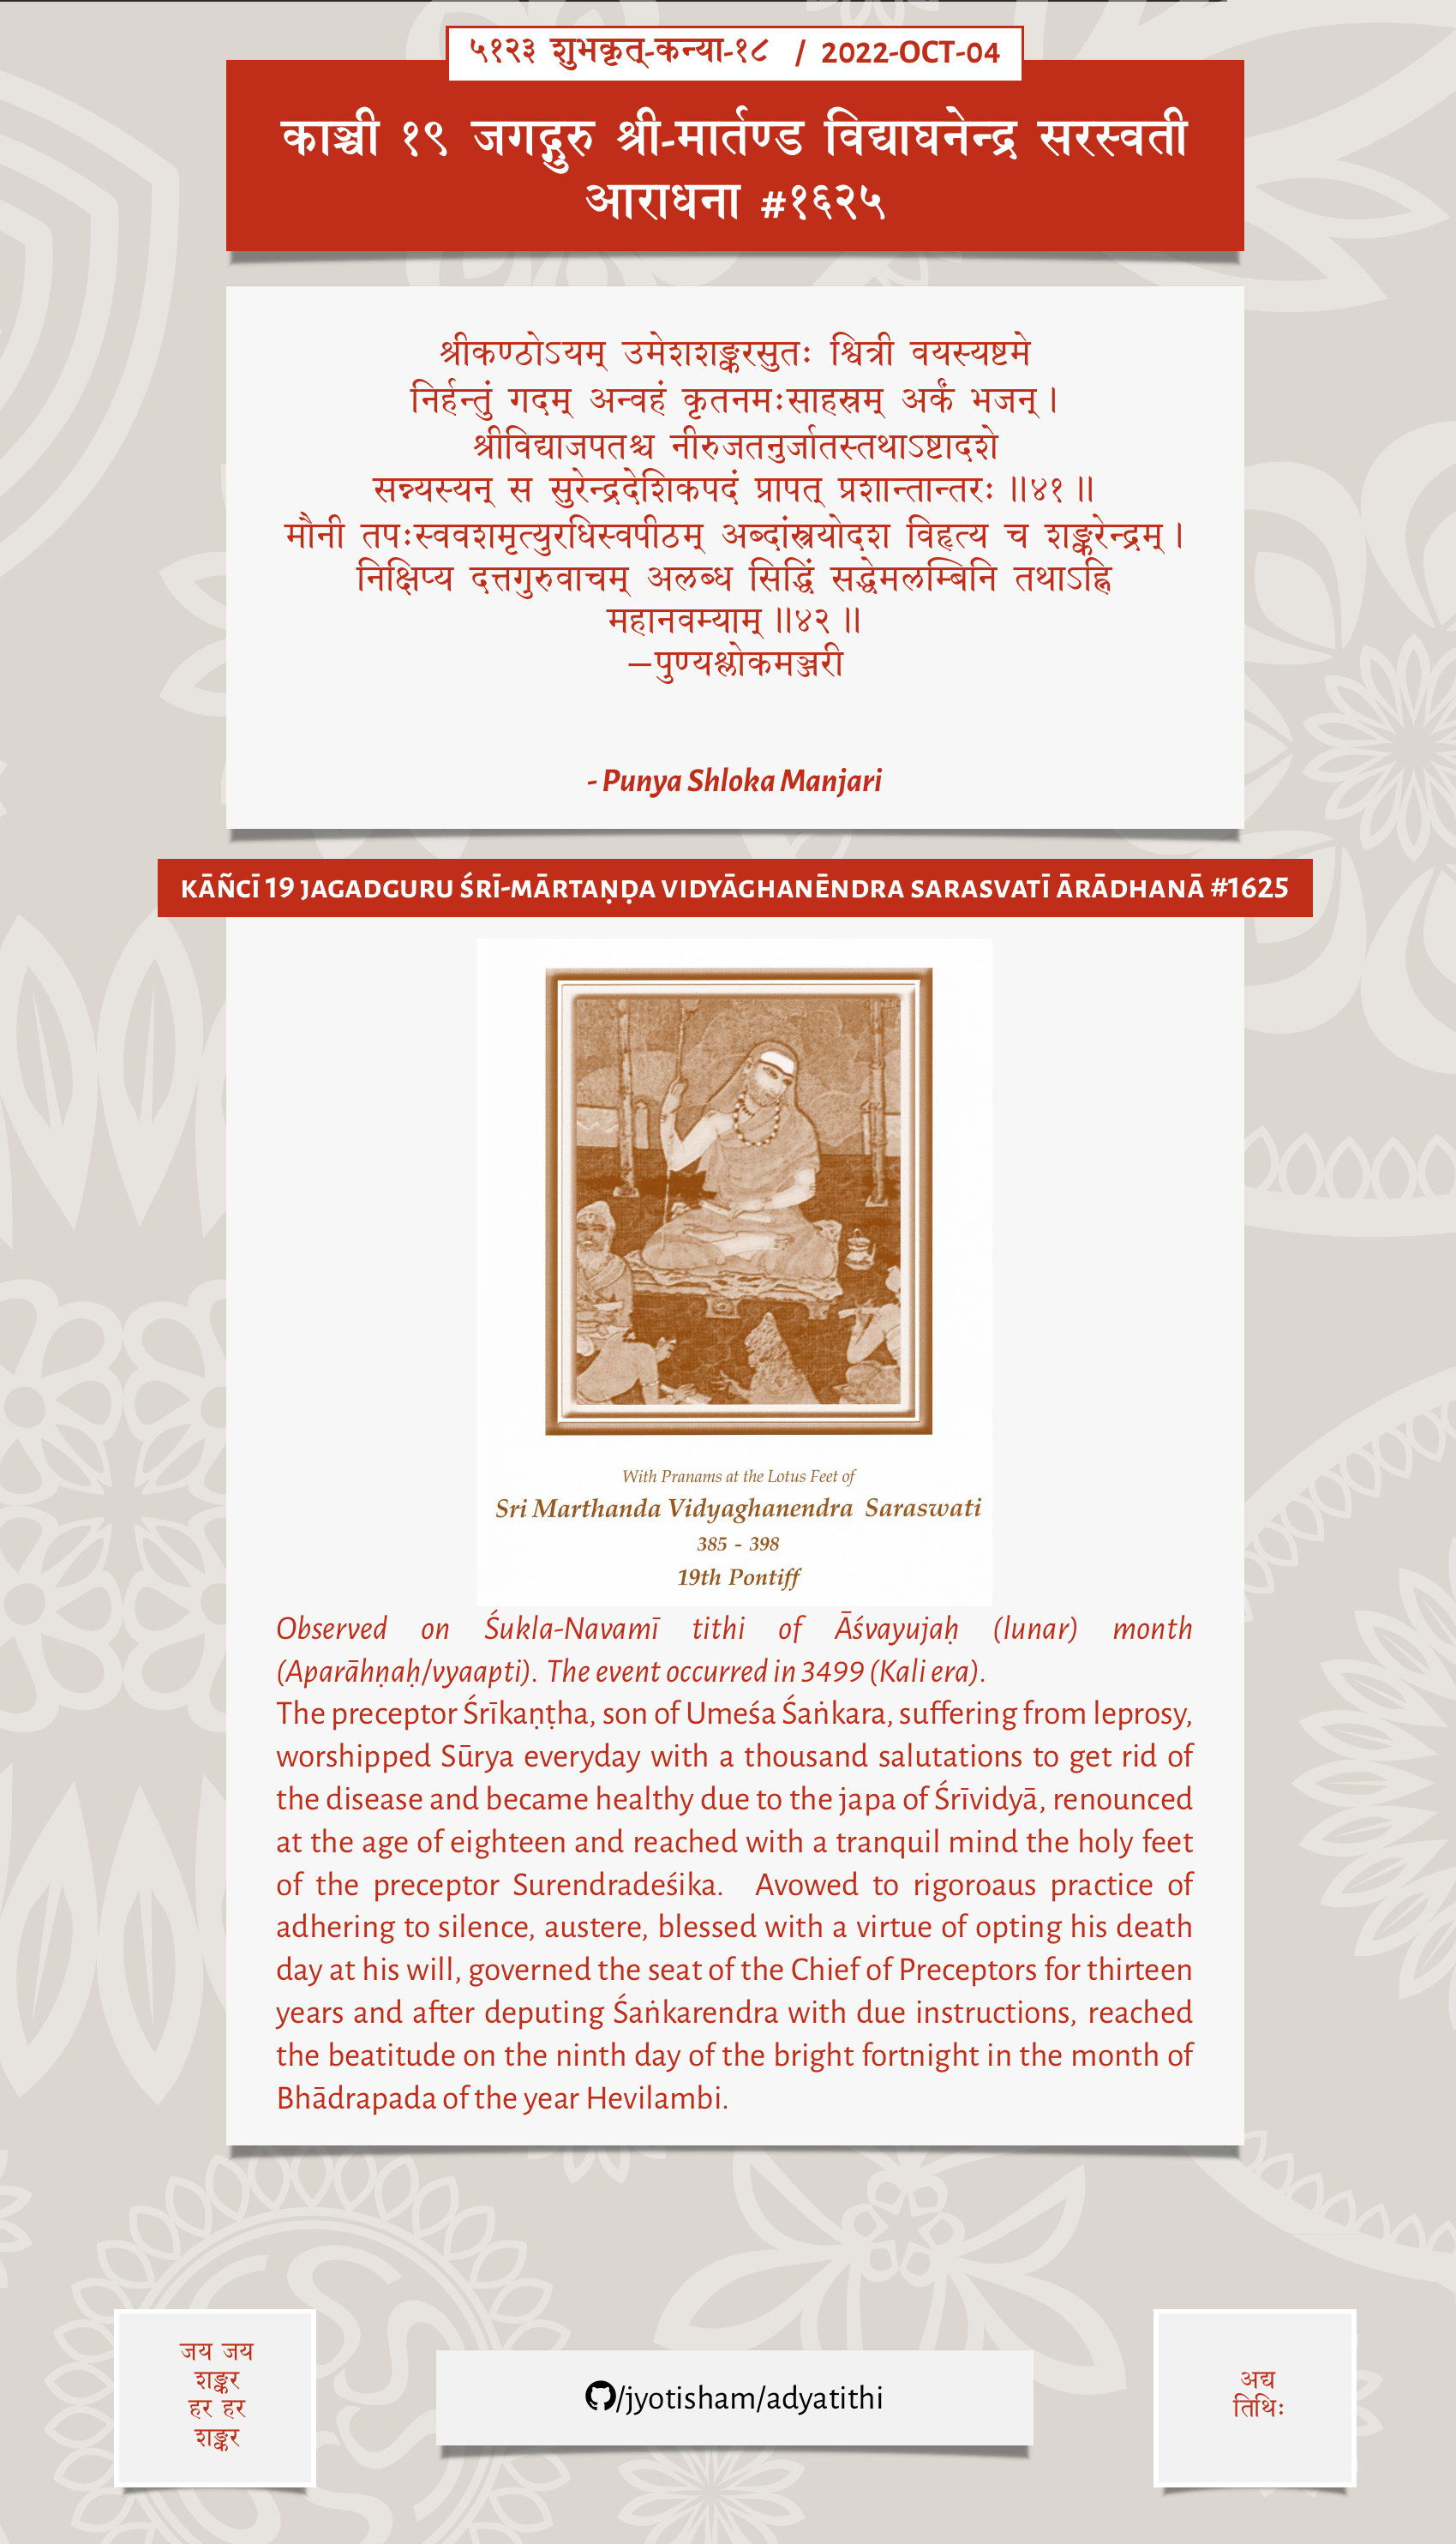 ५१२३ शुभकृत्-कन्या-१८ / 2022-OCT-04
काञ्ची १९ जगद्गुरु श्री-मार्तण्ड विद्याघनेन्द्र सरस्वती
आराधना #१६२५
श्रीकण्ठोऽयम् उमेशशङ्करसुतः श्वित्री वयस्यष्टमे
निर्हन्तुं गदम् अन्वहं कृतनमःसाहस्रम् अर्कं भजन्।
श्रीविद्याजपतश्च नीरुजतनुर्जातस्तथाऽष्टादशे
सन्न्यस्यन् स सुरेन्द्रदेशिकपदं प्रापत् प्रशान्तान्तरः॥४१॥
मौनी तपःस्ववशमृत्युरधिस्वपीठम् अब्दांस्त्रयोदश विहृत्य च शङ्करेन्द्रम्।
निक्षिप्य दत्तगुरुवाचम् अलब्ध सिद्धिं सद्धेमलम्बिनि तथाऽह्नि
महानवम्याम्॥४२॥
—पुण्यश्लोकमञ्जरी
- Punya Shloka Manjari
KĀÑCĪ 19 JAGADGURU ŚRĪ-MĀRTAṆḌA VIDYĀGHANĒNDRA SARASVATĪ ĀRĀDHANĀ #1625
With Pranams at the Lotus Feet of
Sri Marthanda Vidyaghanendra Saraswati
385 - 398
19th Pontiff
Observed on Śukla-Navamī tithi of Āśvayujaḥ (lunar) month
(Aparāhṇaḥ/vyaapti). The event occurred in 3499 (Kali era).
The preceptor Śrīkaṇṭha, son of Umeśa Śaṅkara, suffering from leprosy,
worshipped Sūrya everyday with a thousand salutations to get rid of
the disease and became healthy due to the japa of Śrīvidyā, renounced
at the age of eighteen and reached with a tranquil mind the holy feet
of the preceptor Surendradeśika. Avowed to rigoroaus practice of
adhering to silence, austere, blessed with a virtue of opting his death
day at his will, governed the seat of the Chief of Preceptors for thirteen
years and after deputing Śaṅkarendra with due instructions, reached
the beatitude on the ninth day of the bright fortnight in the month of
Bhādrapada of the year Hevilambi.
जय जय
शङ्कर
हर हर
शङ्कर
/jyotisham/adyatithi
अद्य
तिथिः